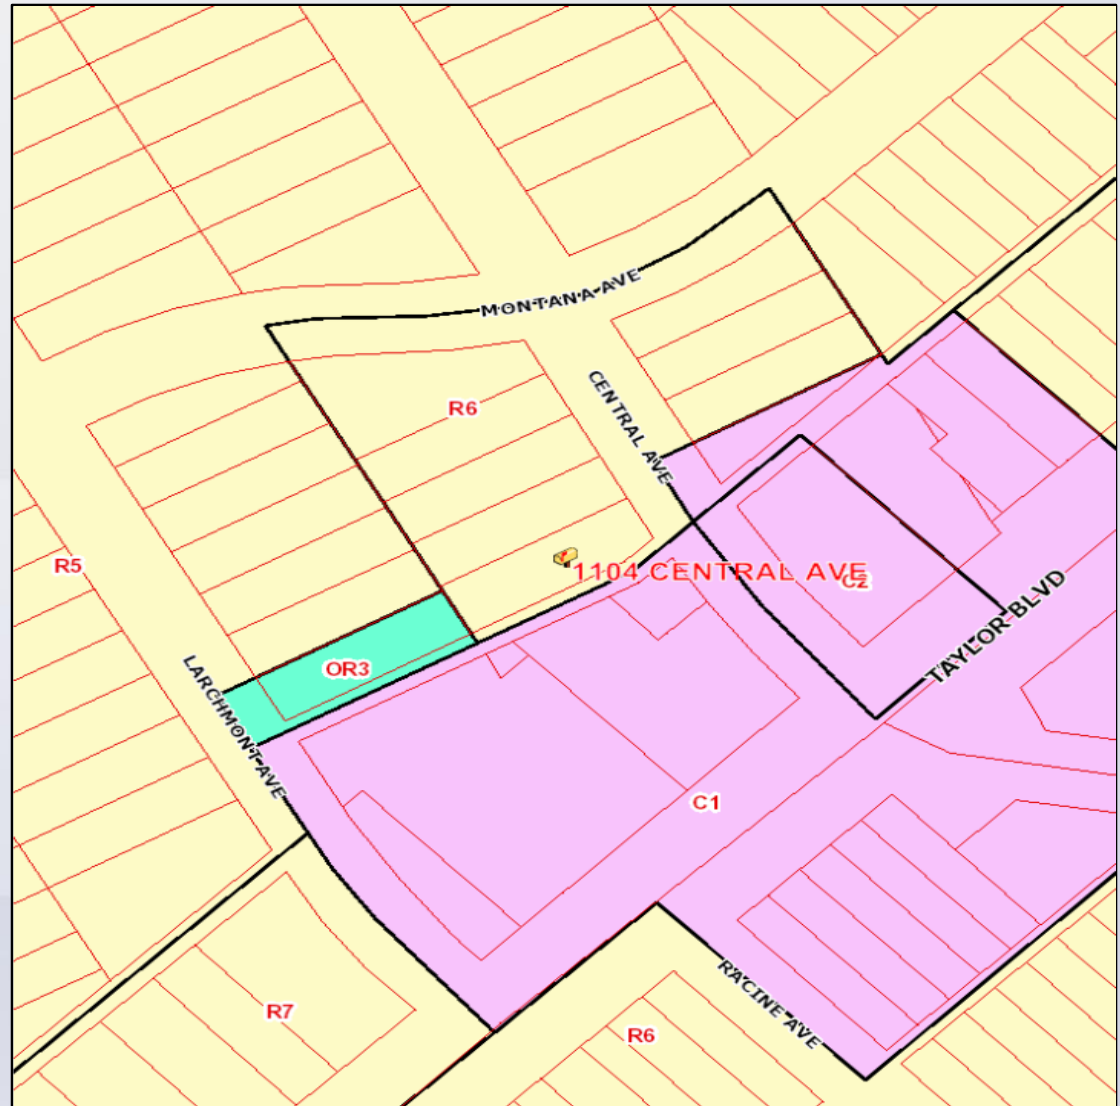 MONTANA AVE
R6
CENTRAL AVE
R5
1104 CENTRAL AVE
C2
TAYLOR BLVD
OR3
LARCHMONT AVE
C1
R7
RACINE AVE
R6